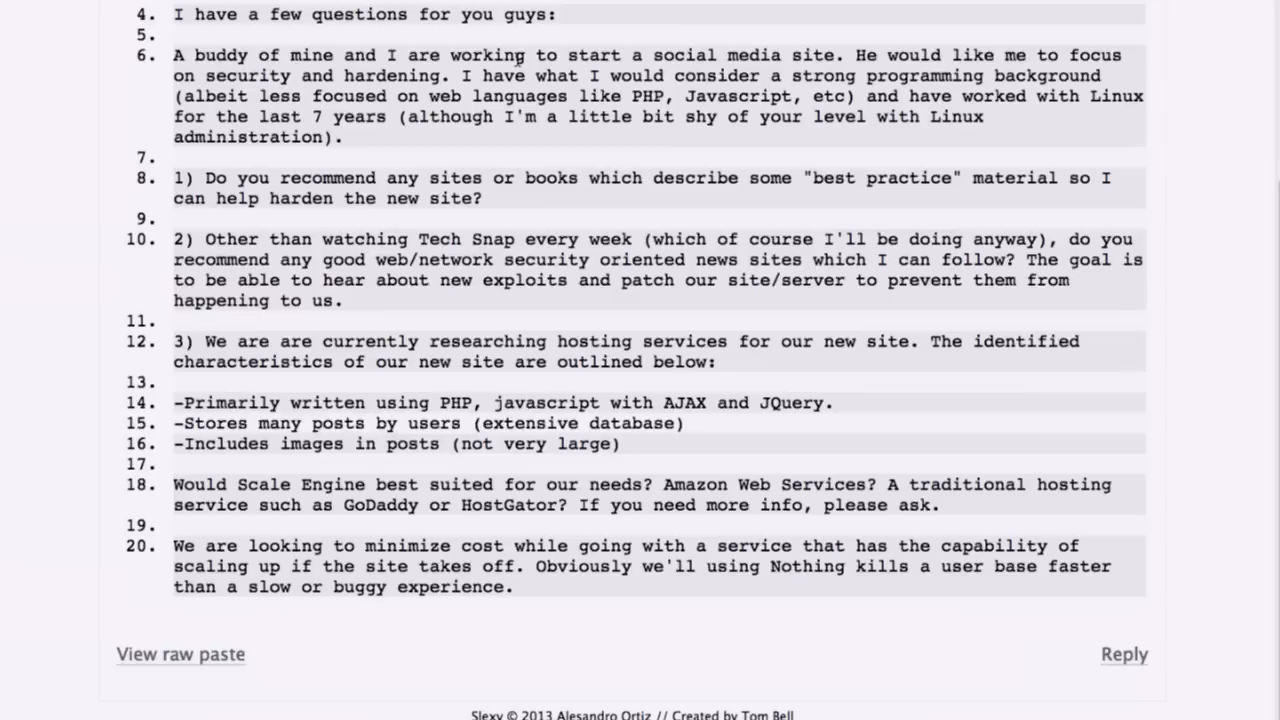 4. I have a few questions for you guys:
5.
6. A buddy of mine and I are working to start a social media site. He would like me to focus
on security and hardening. I have what I would consider a strong programming background
(albeit less focused on web languages like PHP, Javascript, etc) and have worked with Linux
for the last 7 years (although I'm a little bit shy of your level with Linux
administration).
7.
8. 1) Do you recommend any sites or books which describe some "best practice" material so I
can help harden the new site?
9.
10. 2) Other than watching Tech Snap every week (which of course I'll be doing anyway), do you
recommend any good web/network security oriented news sites which I can follow? The goal is
to be able to hear about new exploits and patch our site/server to prevent them from
happening to us.
11.
12. 3) We are are currently researching hosting services for our new site. The identified
characteristics of our new site are outlined below:
13.
14. -Primarily written using PHP, javascript with AJAX and JQuery.
15. -Stores many posts by users (extensive database)
16. -Includes images in posts (not very large)
17.
18. Would Scale Engine best suited for our needs? Amazon Web Services? A traditional hosting
service such as GoDaddy or HostGator? If you need more info, please ask.
19.
20. We are looking to minimize cost while going with a service that has the capability of
scaling up if the site takes off. Obviously we'll using Nothing kills a user base faster
than a slow or buggy experience.
View raw paste
Reply
Slexy © 2013 Alesandro Ortiz // Created by Tom Bell